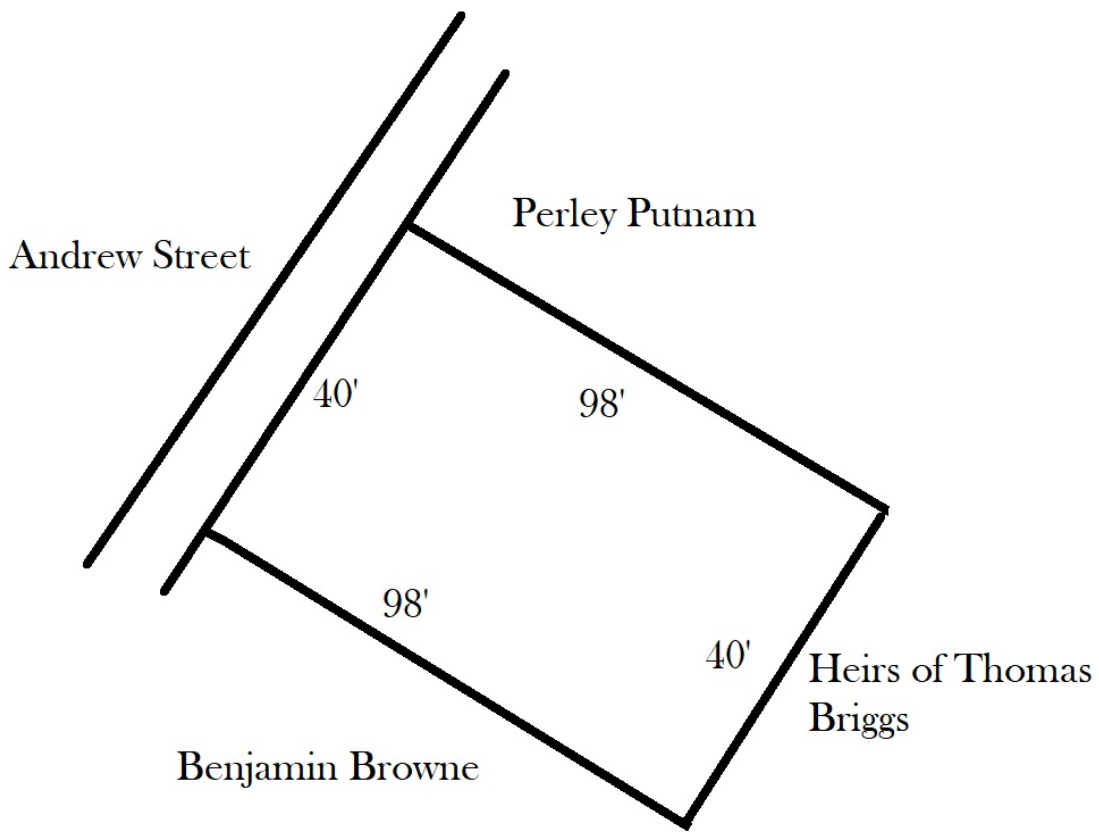 Perley Putnam
Andrew Street
40'
98'
98'
40'
Heirs of Thomas
Briggs
Benjamin Browne